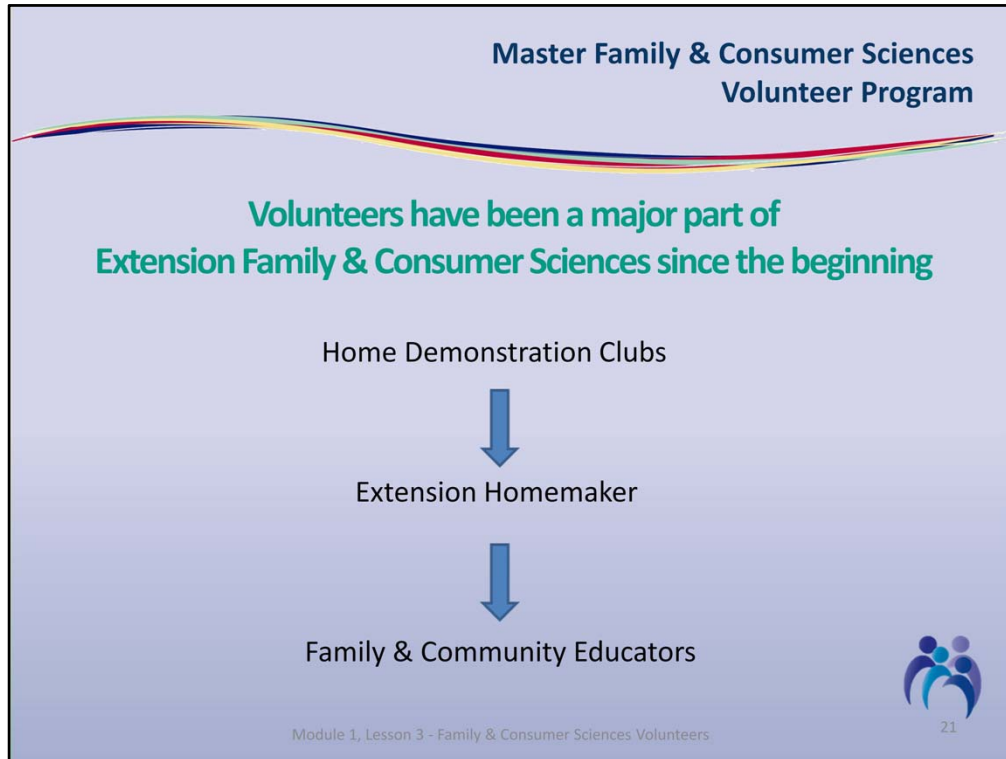 Master Family & Consumer Sciences
Volunteer Program
Volunteers have been a major part of
Extension Family & Consumer Sciences since the beginning
Home Demonstration Clubs
Extension Homemaker
Family & Community Educators
Module 1, Lesson 3 - Family & Consumer Sciences Volunteers
21